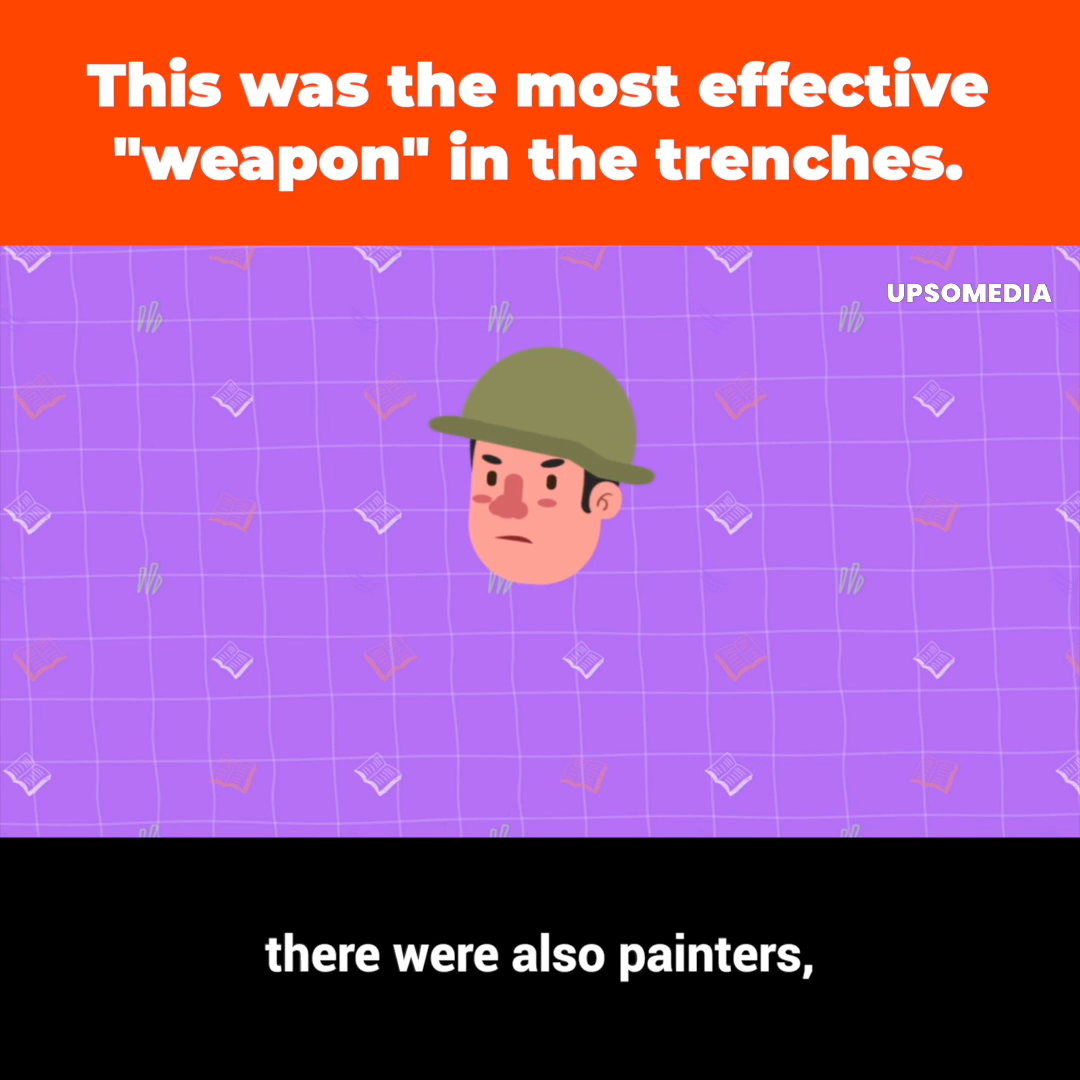 This was the most effective
"weapon" in the trenches.
UPSOMEDIA
there were also painters,